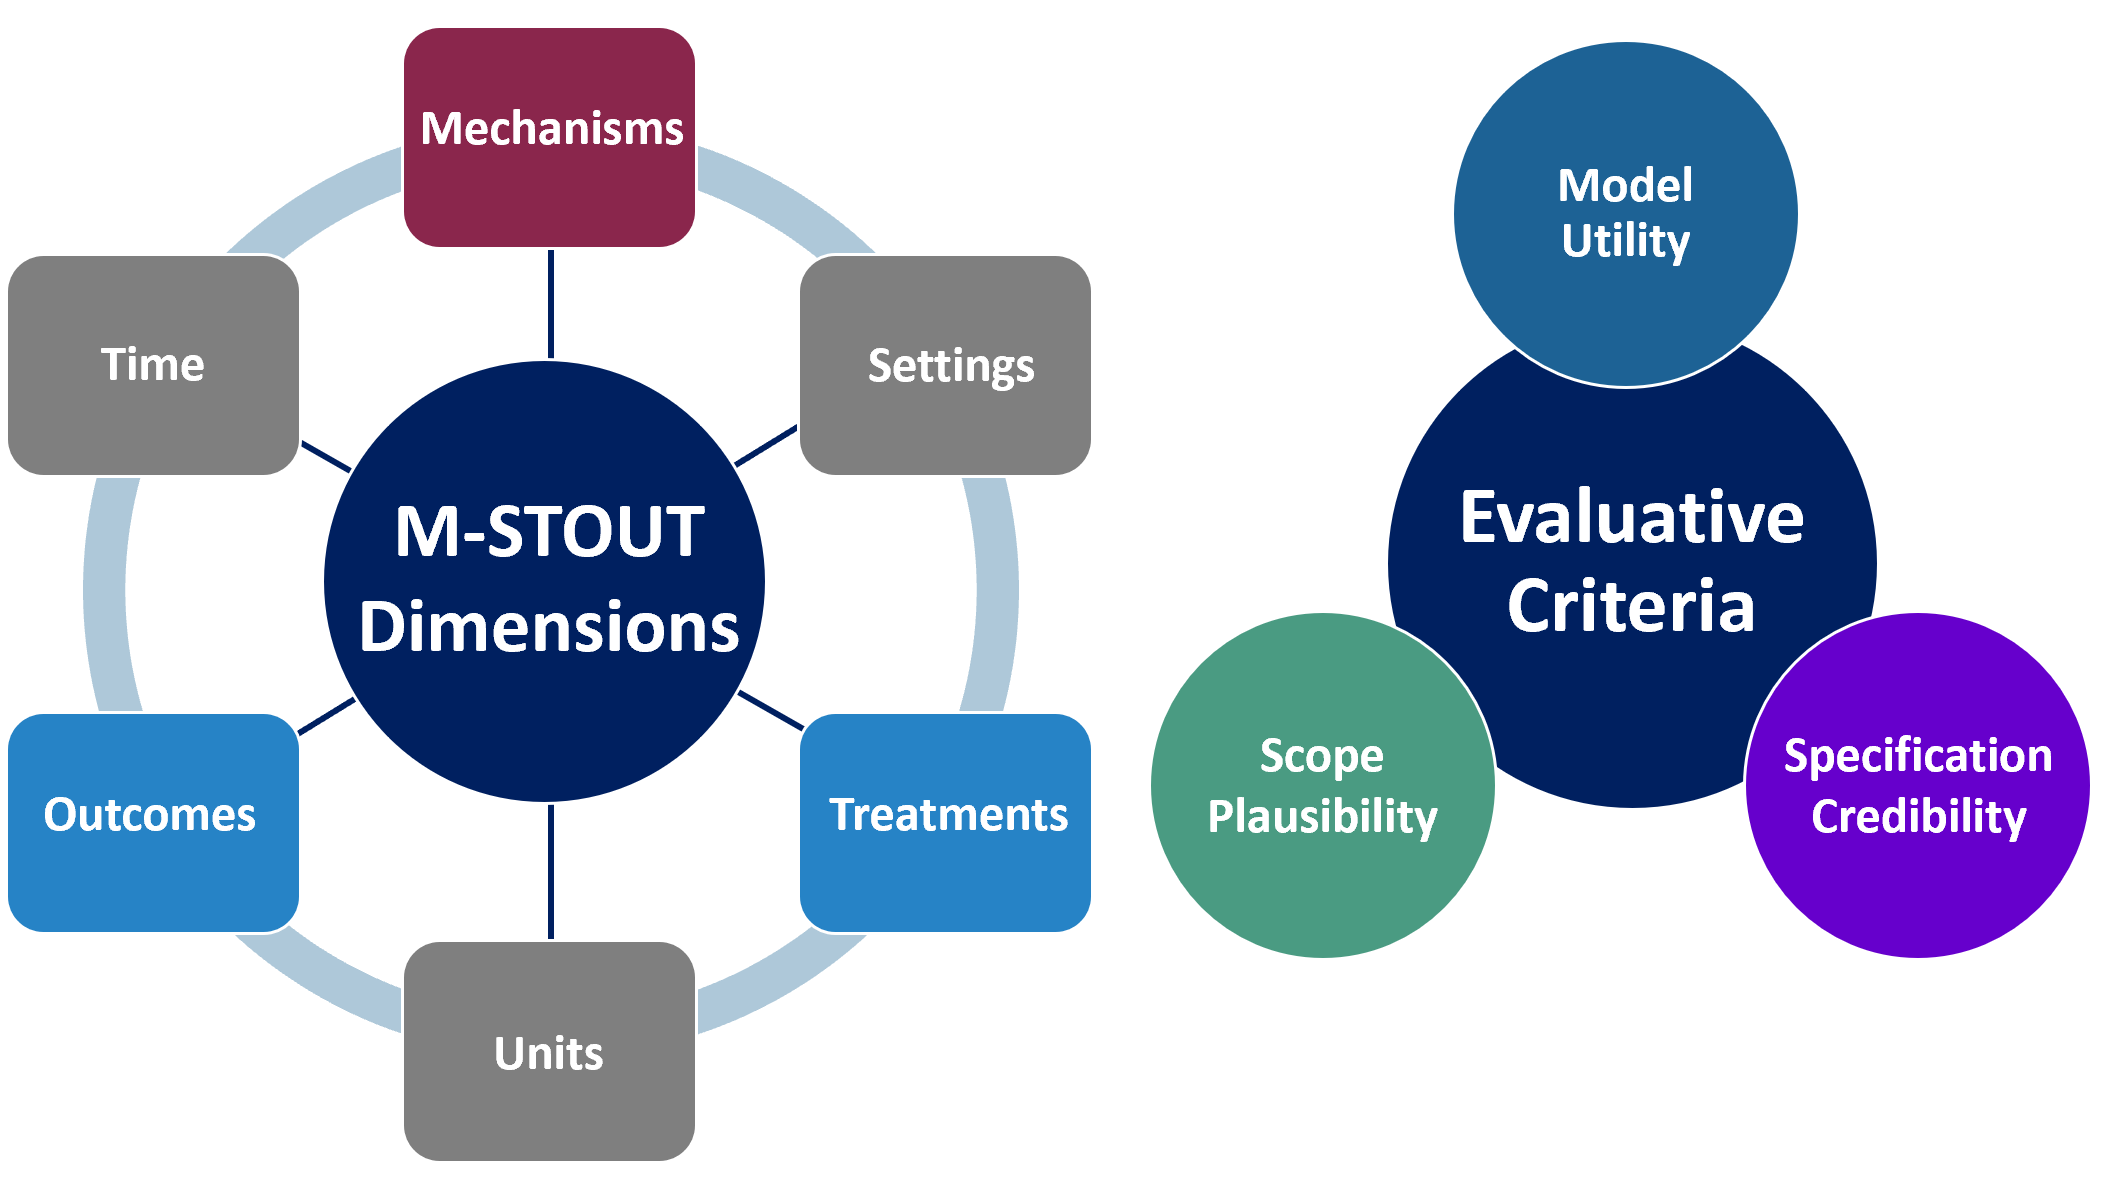 Mechanisms
Time
Settings
M-STOUT
Dimensions
Outcomes
Treatments
Units
Model
Utility
Evaluative
Criteria
Scope
Plausibility
Specification
Credibility